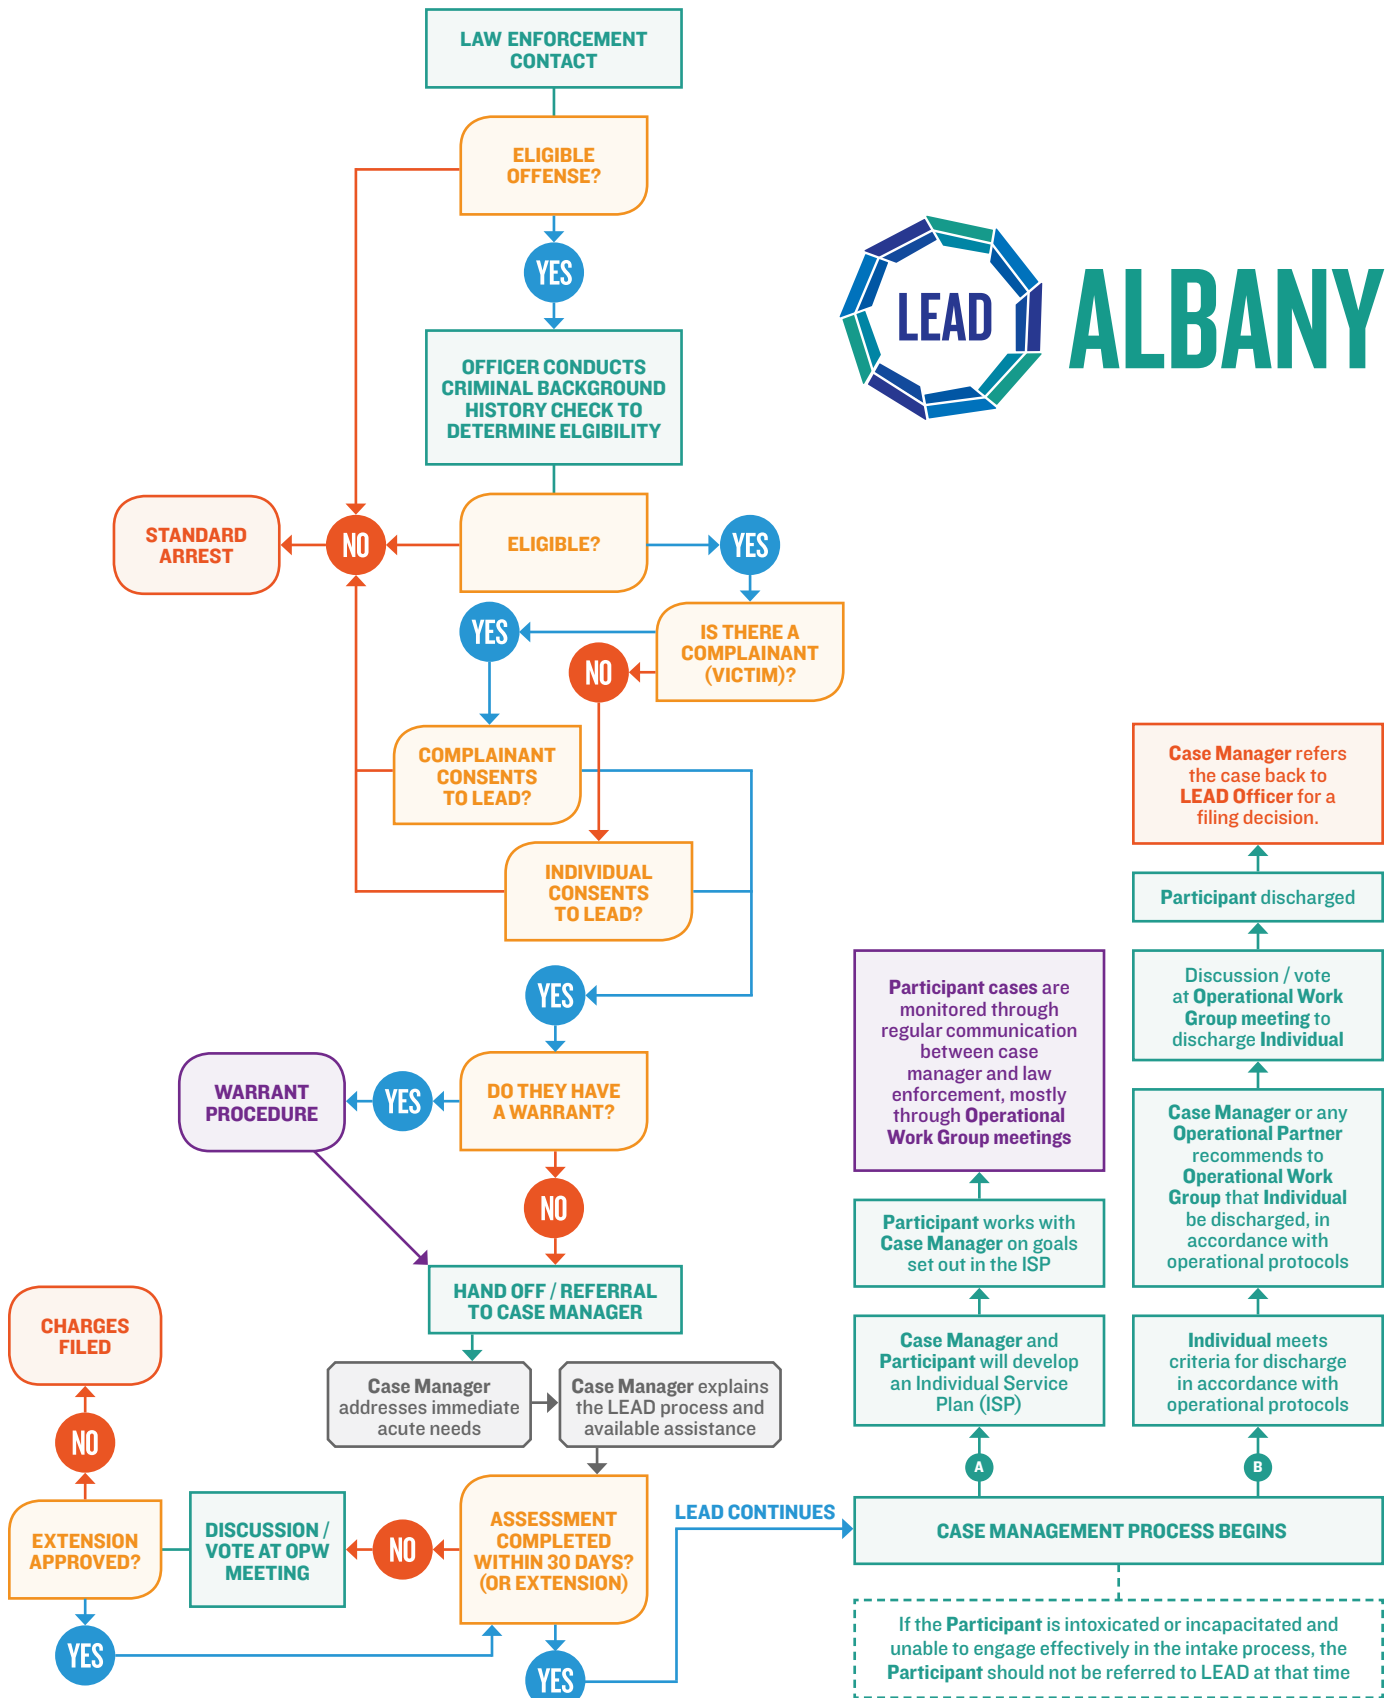 LAW ENFORCEMENT
CONTACT
ELIGIBLE
OFFENSE?
YES
LEAD
ALBANY
OFFICER CONDUCTS
CRIMINAL BACKGROUND
HISTORY CHECK TO
DETERMINE ELGIBILITY
STANDARD
ARREST
NO
ELIGIBLE?
YES
YES
IS THERE A
COMPLAINANT
(VICTIM)?
NO
COMPLAINANT
CONSENTS
TO LEAD?
INDIVIDUAL
CONSENTS
TO LEAD?
YES
WARRANT
PROCEDURE
YES
DO THEY HAVE
A WARRANT?
NO
HAND OFF / REFERRAL
TO CASE MANAGER
Case Manager
addresses immediate
acute needs
Case Manager explains
the LEAD process and
available assistance
CHARGES
FILED
NO
EXTENSION
APPROVED?
DISCUSSION /
VOTE AT OPW
MEETING
NO
ASSESSMENT
COMPLETED
WITHIN 30 DAYS?
(OR EXTENSION)
YES
YES
LEAD CONTINUES
Participant cases are
monitored through
regular communication
between case
manager and law
enforcement, mostly
through Operational
Work Group meetings
Participant works with
Case Manager on goals
set out in the ISP
Case Manager and
Participant will develop
an Individual Service
Plan (ISP)
A
Case Manager refers
the case back to
LEAD Officer for a
filing decision.
Participant discharged
Discussion / vote
at Operational Work
Group meeting to
discharge Individual
Case Manager or any
Operational Partner
recommends to
Operational Work
Group that Individual
be discharged, in
accordance with
operational protocols
Individual meets
criteria for discharge
in accordance with
operational protocols
B
CASE MANAGEMENT PROCESS BEGINS
If the Participant is intoxicated or incapacitated and
unable to engage effectively in the intake process, the
Participant should not be referred to LEAD at that time